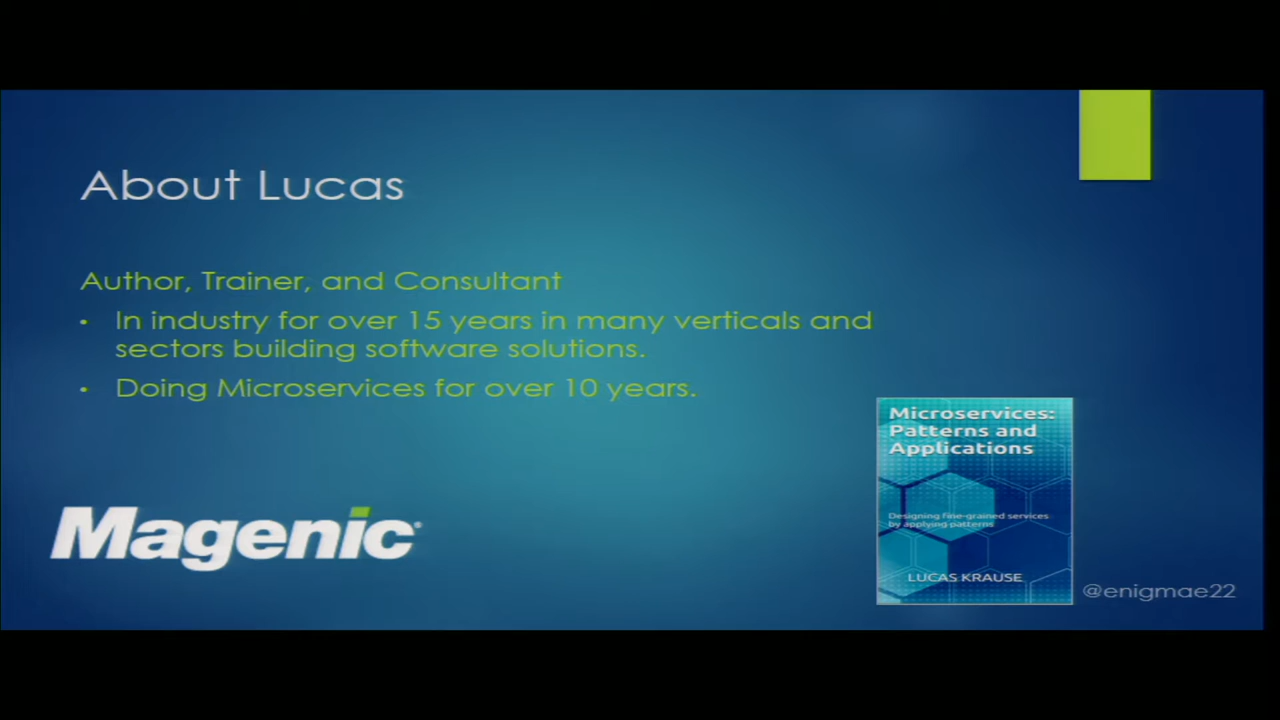 About Lucas
Author, Trainer, and Consultant
• In industry for over 15 years in many verticals and
sectors building software solutions.
• Doing Microservices for over 10 years.
Microservices:
Patterns and
Applications
Designing fine-grained services
by applying patterns
LUCAS KRAUSE
Magenic
@enigmae22